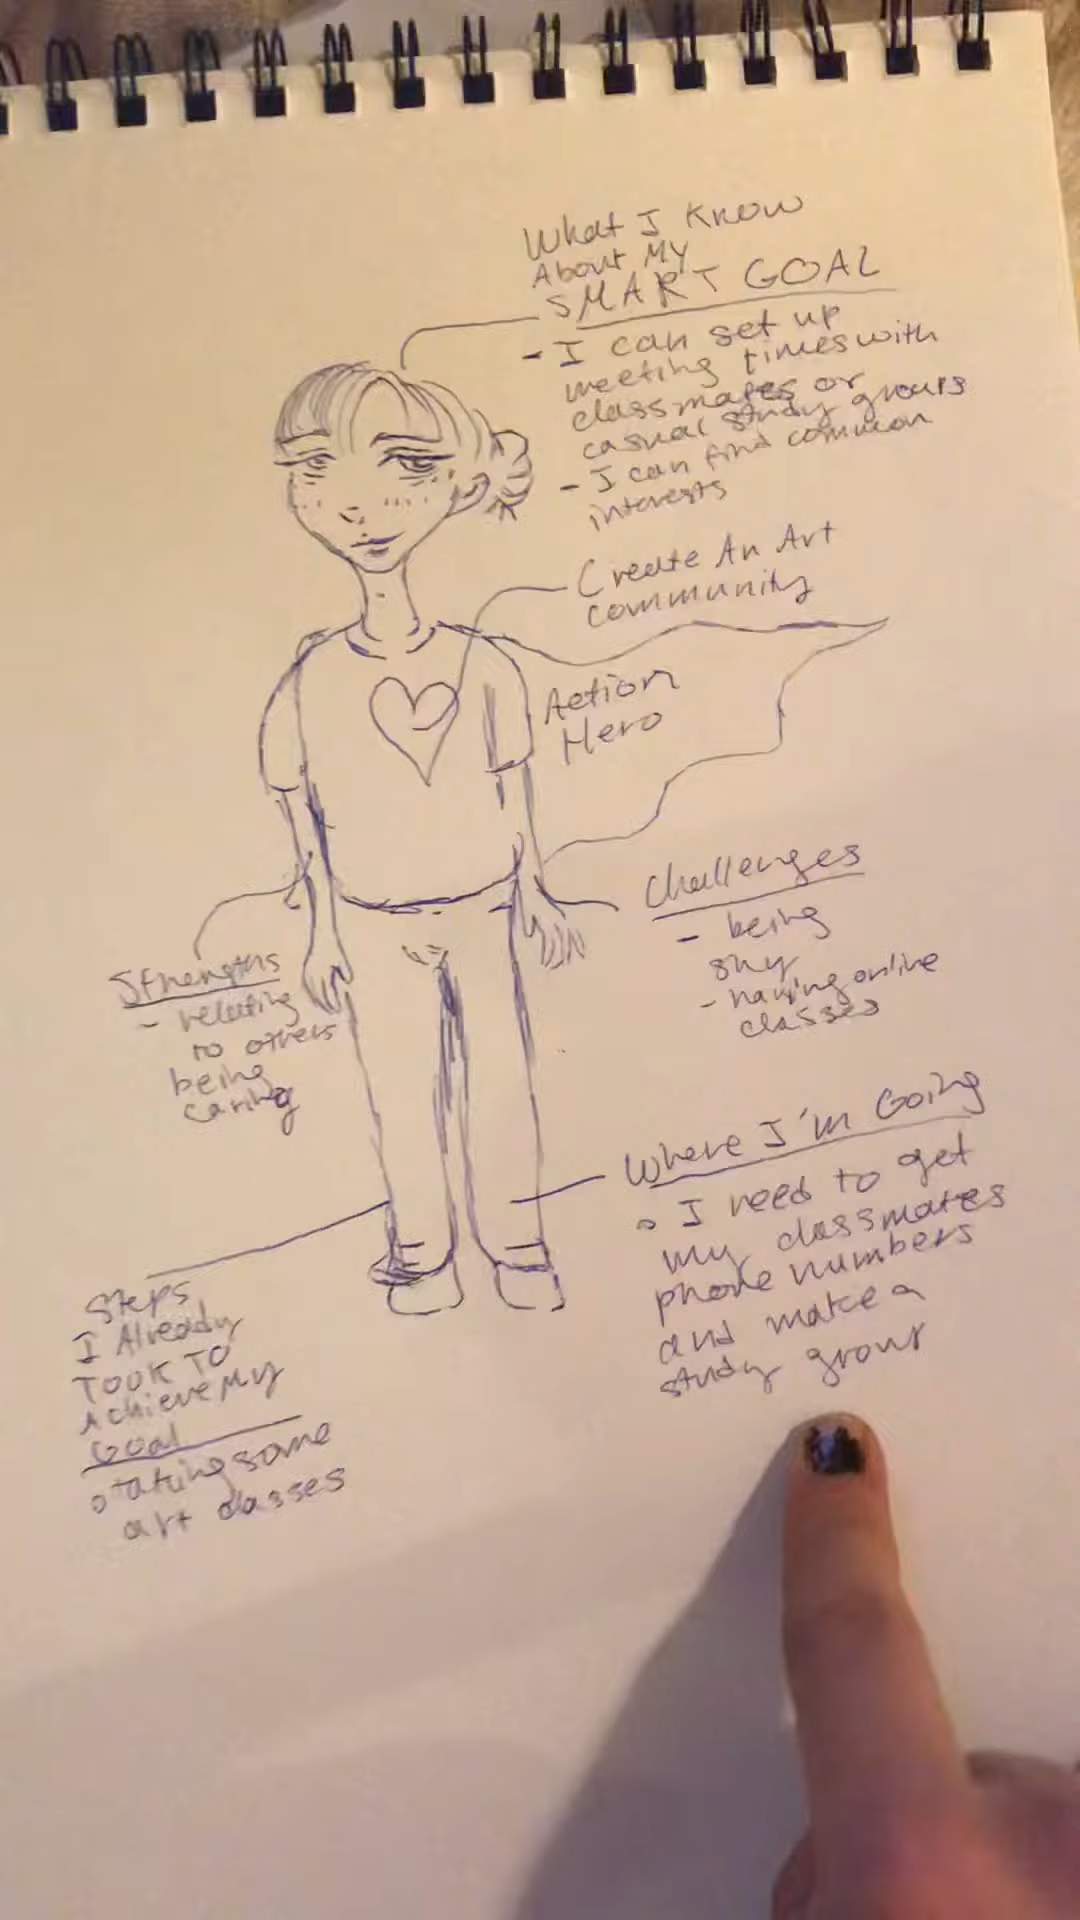 What I Know
About My
SMART GOAL
- I can set up
meeting times with
classmates or
casual study groups
- I can find common
interests
Create An Art
community
Action
Hero
Challenges
- being
shy
- having online
classes
Strengths
- relating
to others
being
caring
Where I'm Going
o I need to get
my classmates
phone numbers
and make a
study group
Steps
I Already
TOOK TO
Achieve My
Goal
o Taking some
art classes